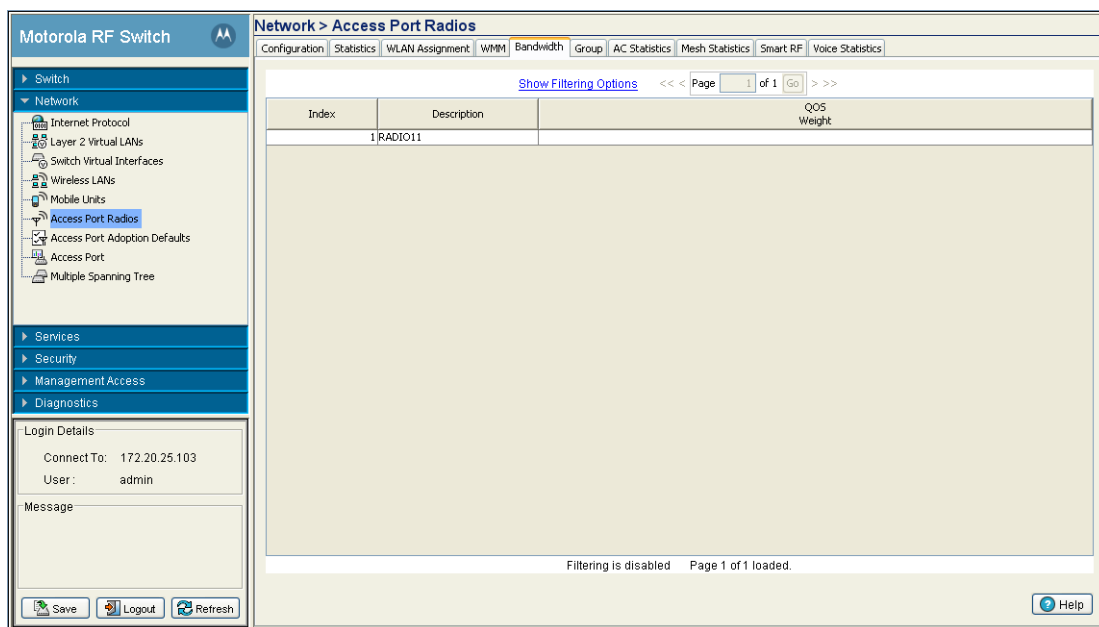 Motorola RF Switch
Switch
Network
Internet Protocol
Layer 2 Virtual LANs
Switch Virtual Interfaces
Wireless LANs
Mobile Units
Access Port Radios
Access Port Adoption Defaults
Access Port
Multiple Spanning Tree
Services
Security
Management Access
Diagnostics
Login Details
Connect To: 172.20.25.103
User : admin
Message
Save Logout Refresh
Network > Access Port Radios
Configuration Statistics WLAN Assignment WMM Bandwidth Group AC Statistics Mesh Statistics Smart RF Voice Statistics
Show Filtering Options << < Page 1 of 1 Go > >>
Index Description QOS
Weight
1 RADIO11
Filtering is disabled Page 1 of 1 loaded.
Help